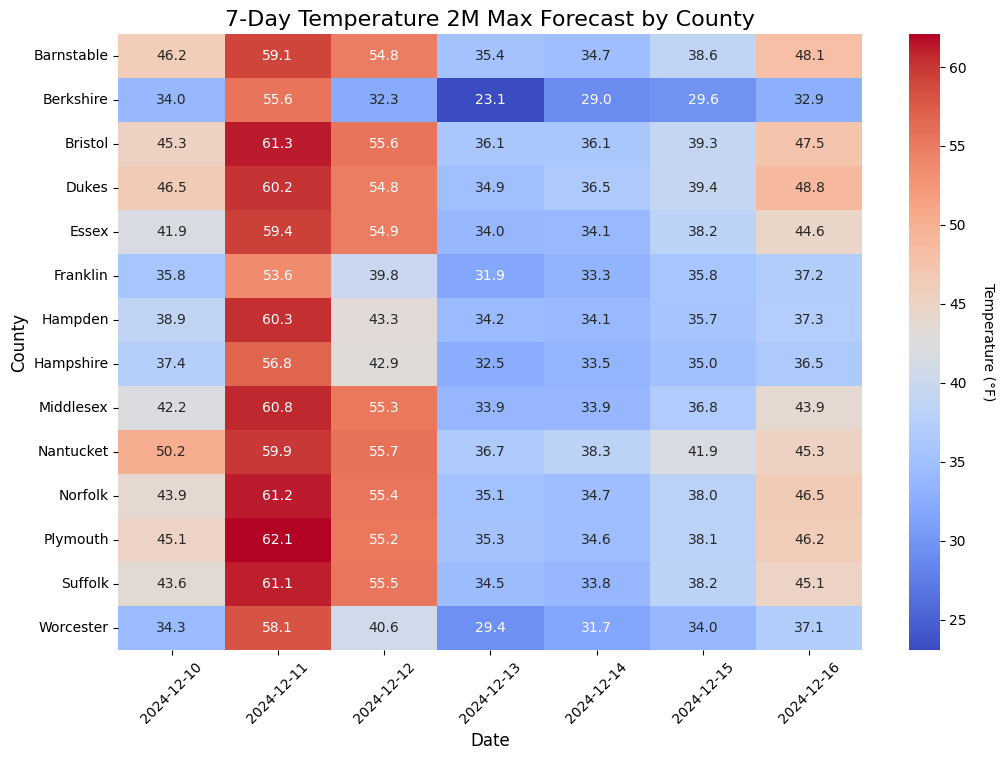 7-Day Temperature 2M Max Forecast by County
Barnstable 46.2 59.1 54.8 35.4 34.7 38.6 48.1
Berkshire 34.0 55.6 32.3 23.1 29.0 29.6 32.9
Bristol 45.3 61.3 55.6 36.1 36.1 39.3 47.5
Dukes 46.5 60.2 54.8 34.9 36.5 39.4 48.8
Essex 41.9 59.4 54.9 34.0 34.1 38.2 44.6
Franklin 35.8 53.6 39.8 31.9 33.3 35.8 37.2
Hampden 38.9 60.3 43.3 34.2 34.1 35.7 37.3
Hampshire 37.4 56.8 42.9 32.5 33.5 35.0 36.5
Middlesex 42.2 60.8 55.3 33.9 33.9 36.8 43.9
Nantucket 50.2 59.9 55.7 36.7 38.3 41.9 45.3
Norfolk 43.9 61.2 55.4 35.1 34.7 38.0 46.5
Plymouth 45.1 62.1 55.2 35.3 34.6 38.1 46.2
Suffolk 43.6 61.1 55.5 34.5 33.8 38.2 45.1
Worcester 34.3 58.1 40.6 29.4 31.7 34.0 37.1
County
2024-12-10 2024-12-11 2024-12-12 2024-12-13 2024-12-14 2024-12-15 2024-12-16
Date
60
55
50
45
40
35
30
25
Temperature (°F)